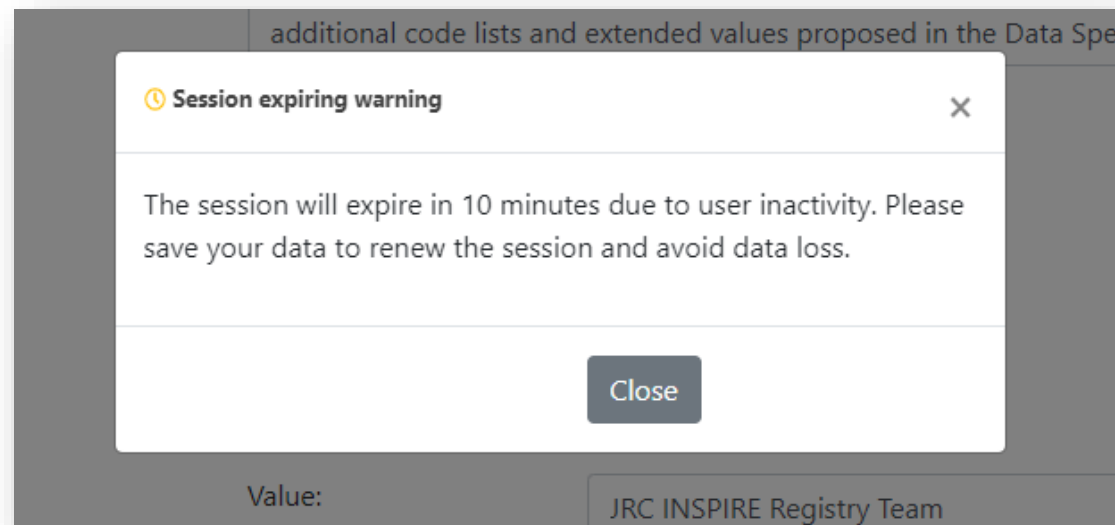 additional code lists and extended values proposed in the Data Spe
Session expiring warning
×
The session will expire in 10 minutes due to user inactivity. Please
save your data to renew the session and avoid data loss.
Close
Value:
JRC INSPIRE Registry Team